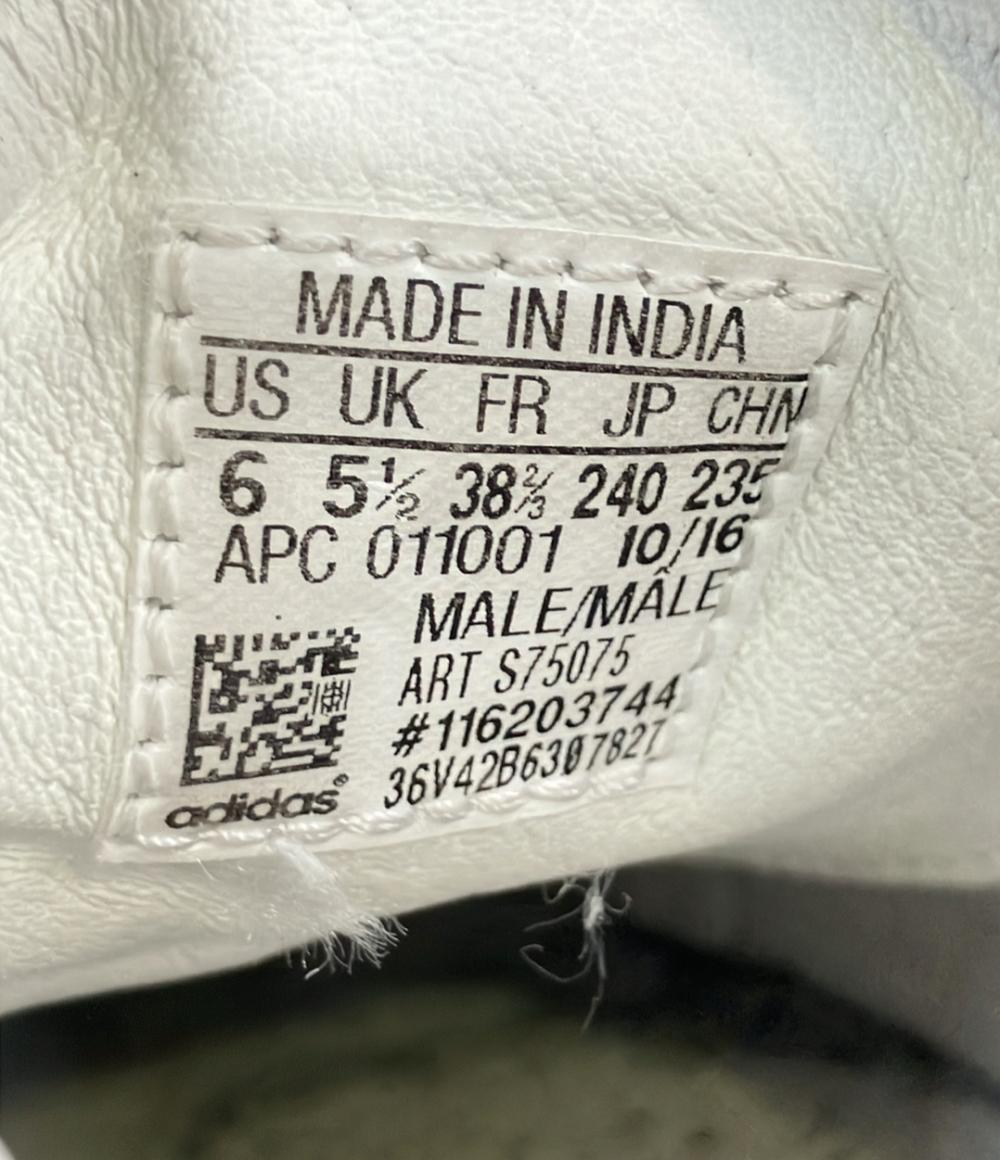 MADE IN INDIA
US UK FR JP CHN
6 5½ 38⅔ 240 235
APC 011001 10/16
MALE/MÂLE
ART S75075
#116203744
36V42B6307827
adidas®